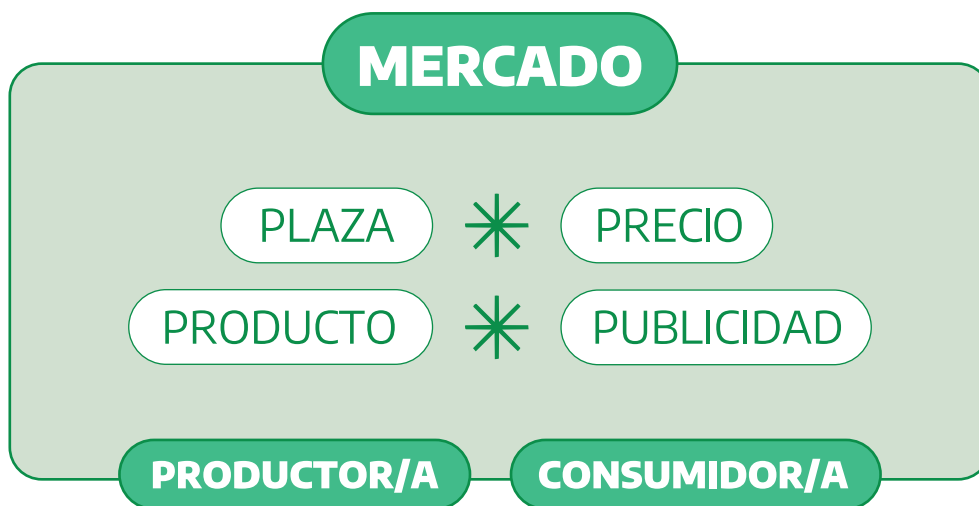 MERCADO
PLAZA PRECIO
PRODUCTO PUBLICIDAD
PRODUCTOR/A CONSUMIDOR/A